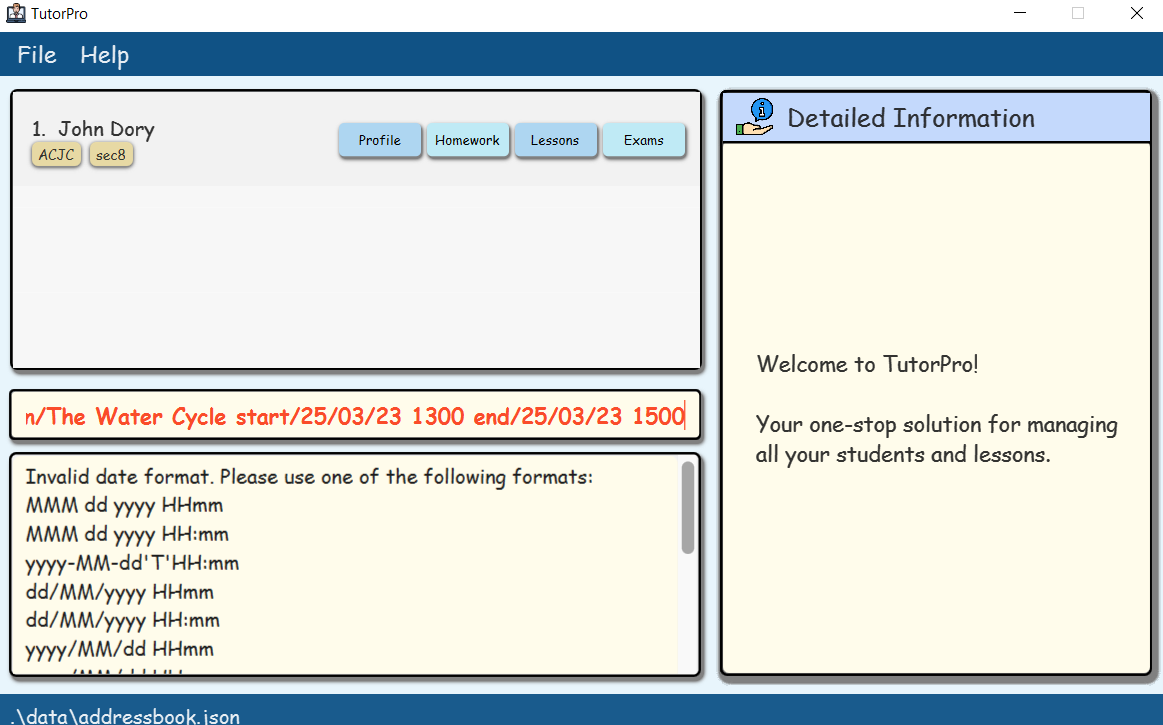 TutorPro
File Help
1. John Dory
ACJC sec8
Profile Homework Lessons Exams
n/The Water Cycle start/25/03/23 1300 end/25/03/23 1500
Invalid date format. Please use one of the following formats:
MMM dd yyyy HHmm
MMM dd yyyy HH:mm
yyyy-MM-dd'T'HH:mm
dd/MM/yyyy HHmm
dd/MM/yyyy HH:mm
yyyy/MM/dd HHmm
Detailed Information
Welcome to TutorPro!
Your one-stop solution for managing
all your students and lessons.
.\data\addressbook.json